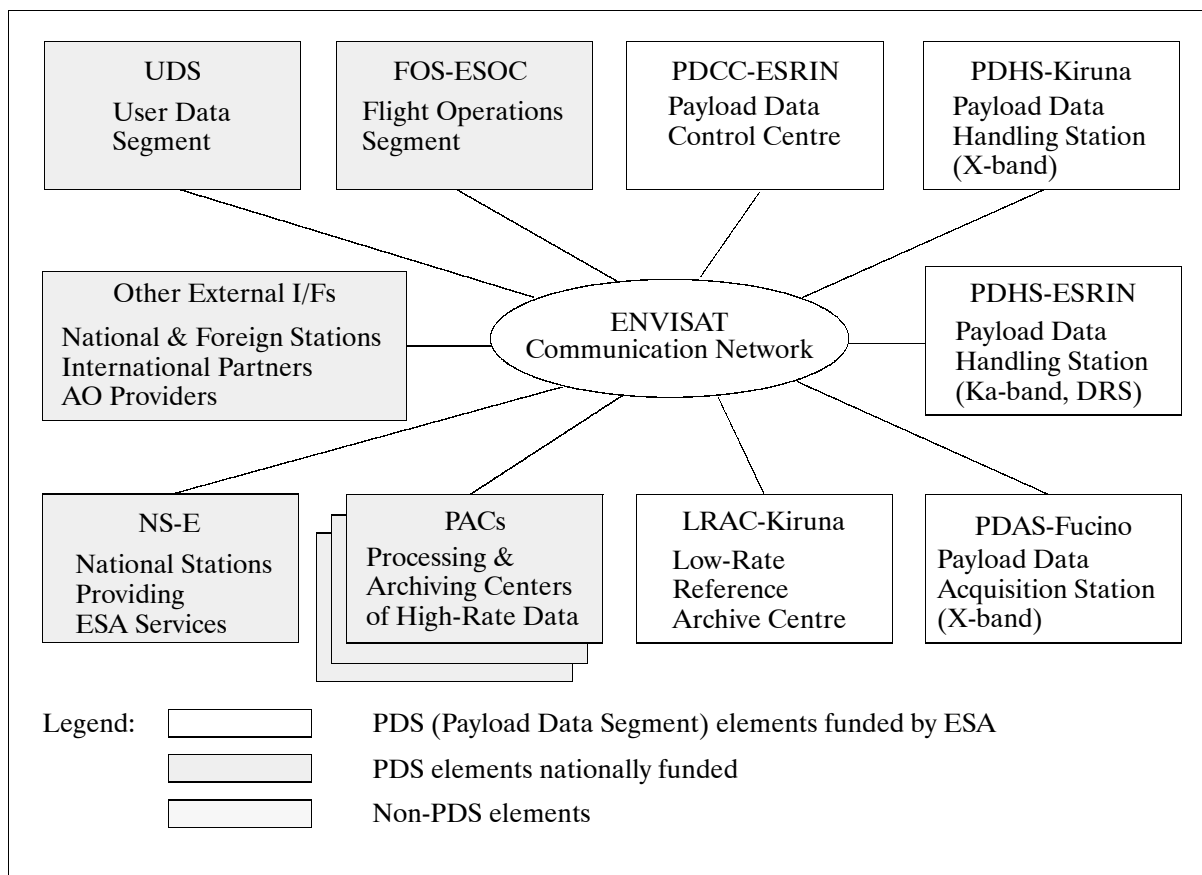 UDS
User Data
Segment
FOS-ESOC
Flight Operations
Segment
PDCC-ESRIN
Payload Data
Control Centre
PDHS-Kiruna
Payload Data
Handling Station
(X-band)
Other External I/Fs
National & Foreign Stations
International Partners
AO Providers
ENVISAT
Communication Network
PDHS-ESRIN
Payload Data
Handling Station
(Ka-band, DRS)
NS-E
National Stations
Providing
ESA Services
PACs
Processing &
Archiving Centers
of High-Rate Data
LRAC-Kiruna
Low-Rate
Reference
Archive Centre
PDAS-Fucino
Payload Data
Acquisition Station
(X-band)
Legend:
PDS (Payload Data Segment) elements funded by ESA
PDS elements nationally funded
Non-PDS elements